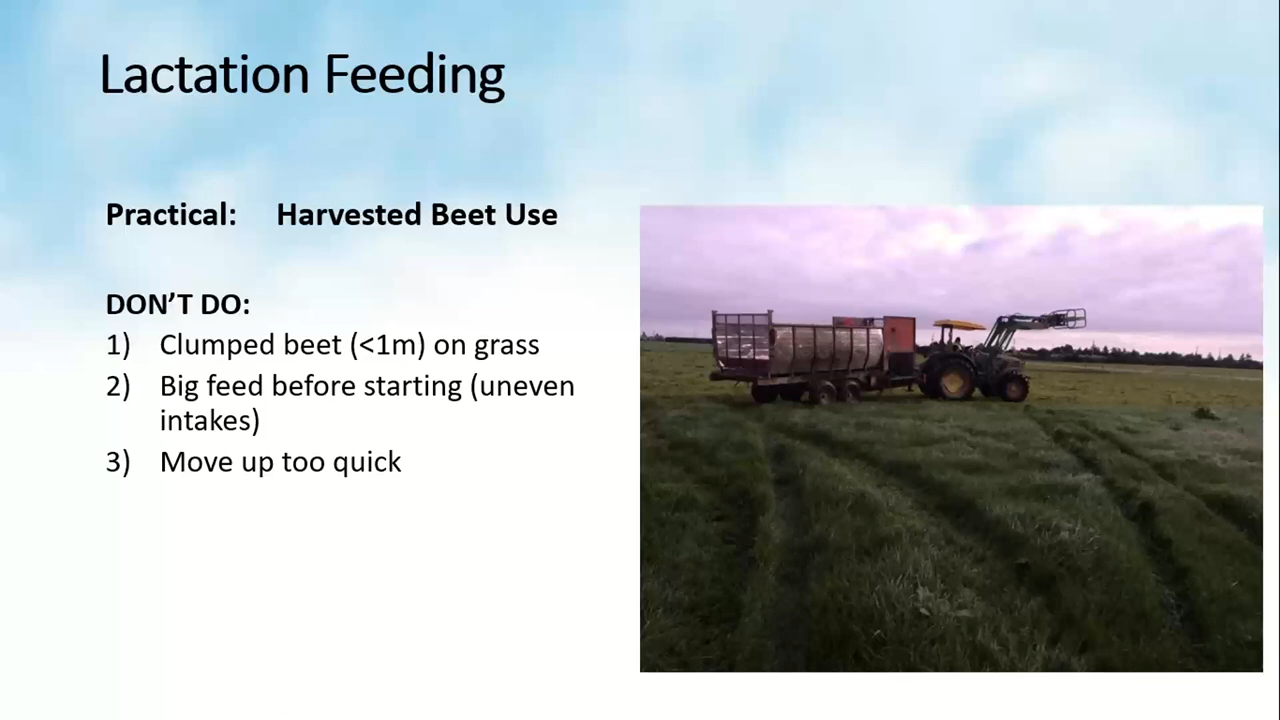 Lactation Feeding
Practical: Harvested Beet Use
DON’T DO:
1) Clumped beet (<1m) on grass
2) Big feed before starting (uneven
intakes)
3) Move up too quick